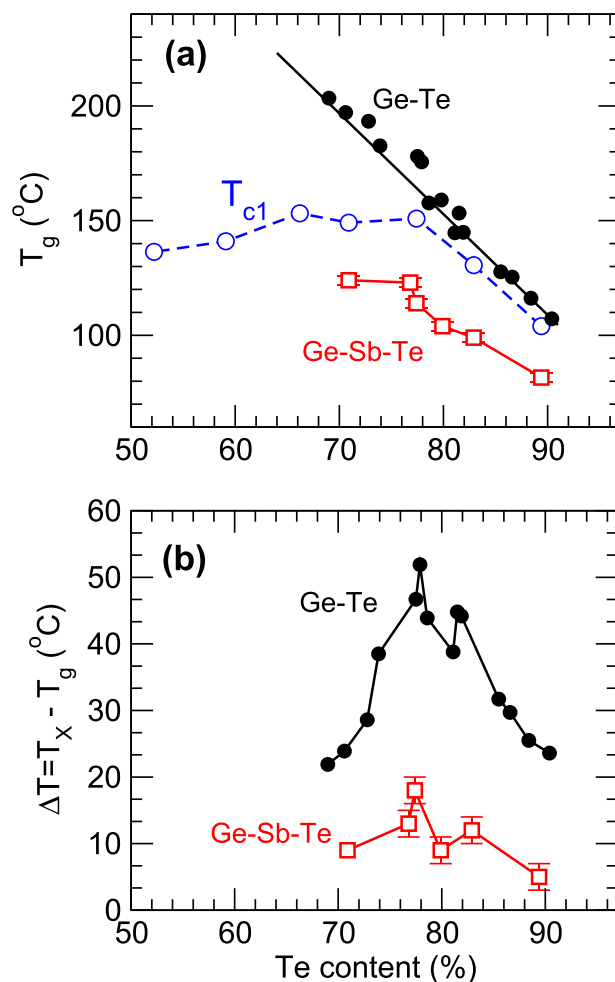 (a)
Ge-Te
200
T_c1
150
T_g (°C)
Ge-Sb-Te
100
50 60 70 80 90
60
(b)
50
Ge-Te
40
ΔT=T_X - T_g (°C)
30
20
Ge-Sb-Te
10
0
50 60 70 80 90
Te content (%)